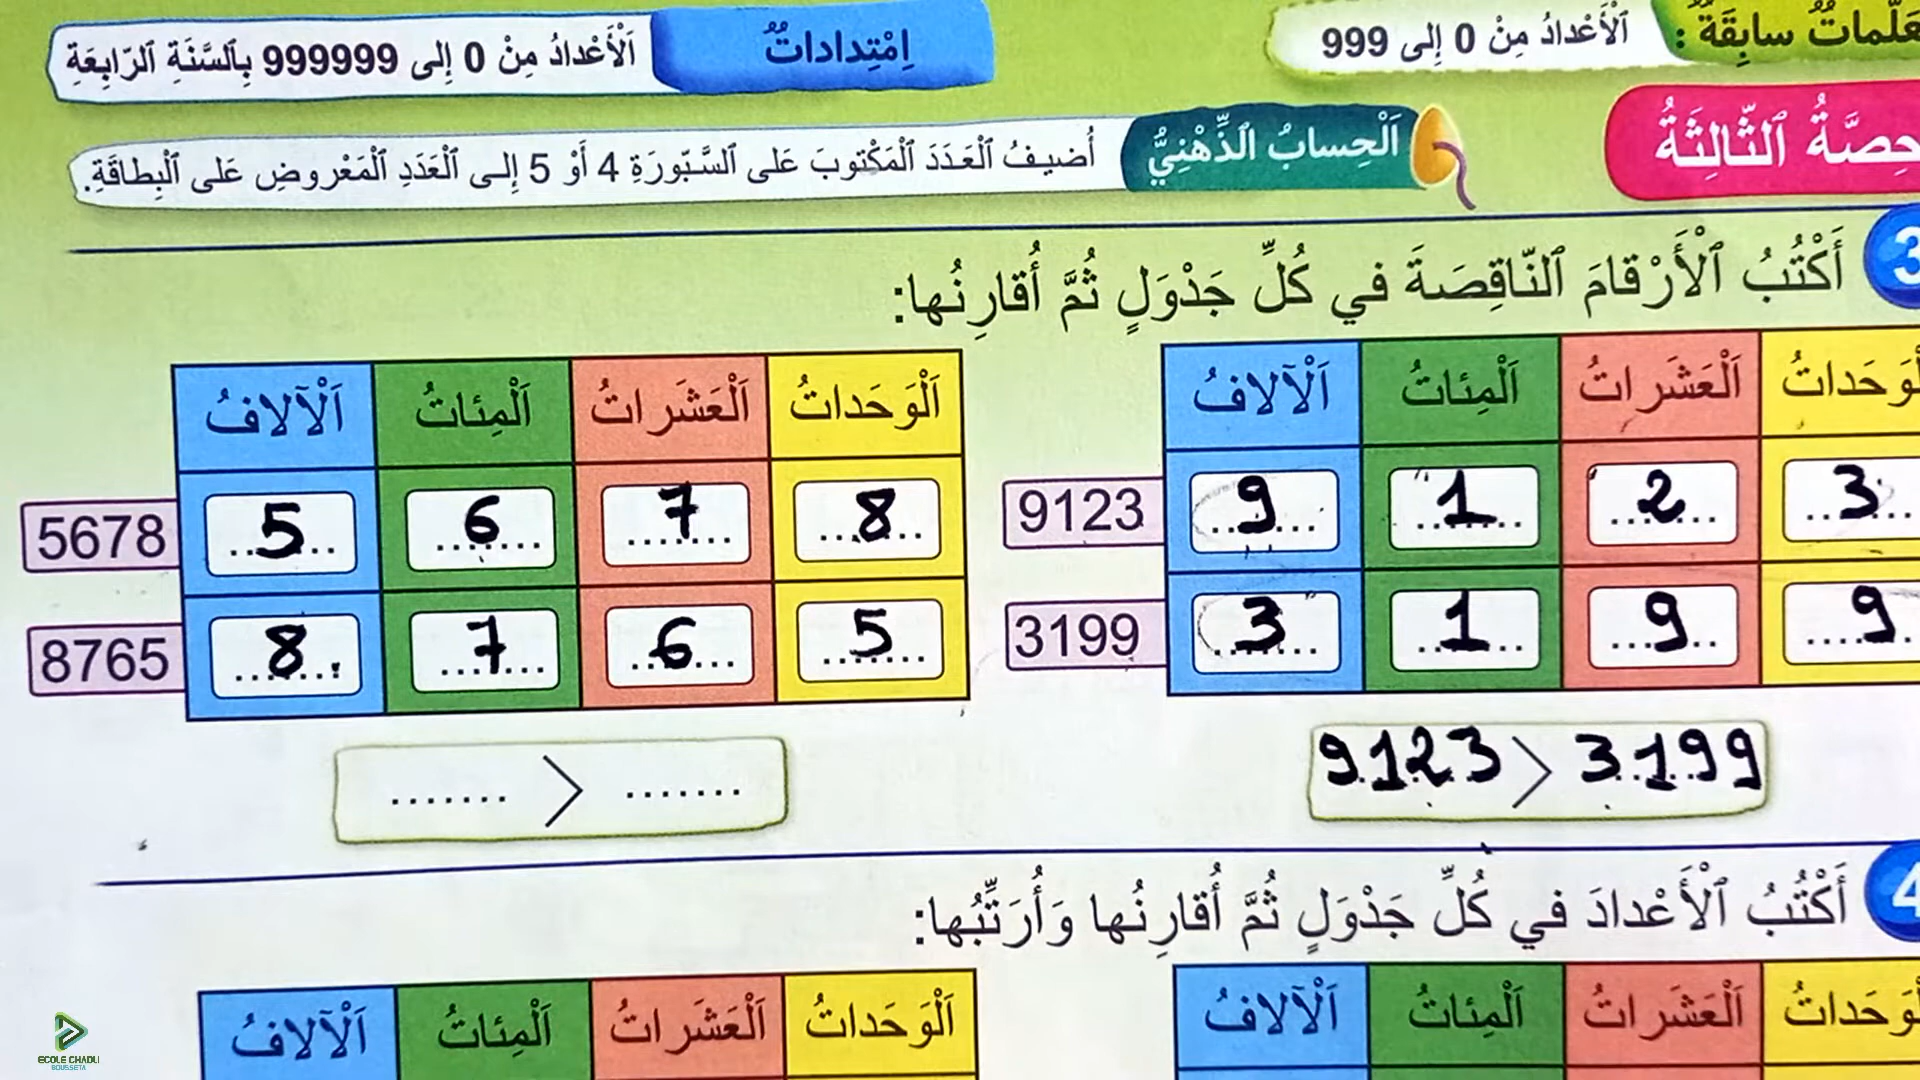 مَعَلَّماتٌ سابِقَةٌ : اَلْأَعْدادُ مِنْ 0 إِلى 999
اِمْتِدادات اَلْأَعْدادُ مِنْ 0 إِلى 999999 بِالسَّنَةِ الرّابِعَةِ
حِصَّةُ الثّالِثَةُ
اَلْحِسابُ الذِّهْنِيُّ أُضيفُ الْعَدَدَ الْمَكْتوبَ عَلى السَّبّورَةِ 4 أَوْ 5 إِلى الْعَدَدِ الْمَعْروضِ عَلى الْبِطاقَةِ.
3 أَكْتُبُ الْأَرْقامَ النّاقِصَةَ في كُلِّ جَدْوَلٍ ثُمَّ أُقارِنُها:
اَلْوَحَداتُ اَلْعَشَراتُ اَلْمِئاتُ اَلْآلافُ
9123 9 1 2 3
3199 3 1 9 9
9123 > 3199
اَلْوَحَداتُ اَلْعَشَراتُ اَلْمِئاتُ اَلْآلافُ
5678 5 6 7 8
8765 8 7 6 5
....... > .......
4 أَكْتُبُ الْأَعْدادَ في كُلِّ جَدْوَلٍ ثُمَّ أُقارِنُها وَأُرَتِّبُها:
اَلْوَحَداتُ اَلْعَشَراتُ اَلْمِئاتُ اَلْآلافُ
اَلْوَحَداتُ اَلْعَشَراتُ اَلْمِئاتُ اَلْآلافُ
ECOLE CHADLI
BOUSSETA